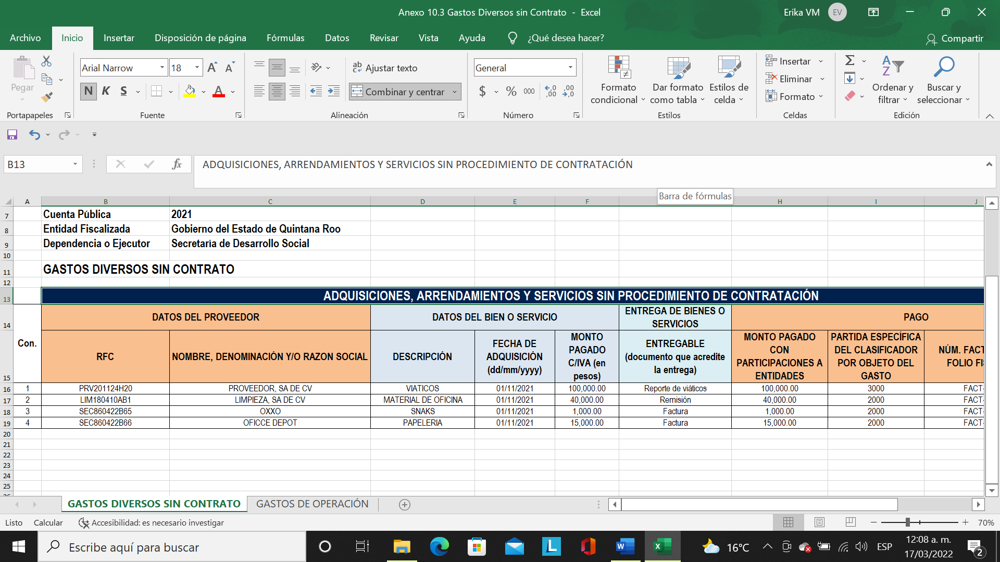 Anexo 10.3 Gastos Diversos sin Contrato - Excel
Erika VM
EV
Archivo
Inicio
Insertar
Disposición de página
Fórmulas
Datos
Revisar
Vista
Ayuda
¿Qué desea hacer?
Compartir
Pegar
Arial Narrow
18
A A
N K S
A
ab Ajustar texto
Combinar y centrar
General
$ % 000
Formato condicional
Dar formato como tabla
Estilos de celda
Insertar
Eliminar
Formato
Ordenar y filtrar
Buscar y seleccionar
Portapapeles
Fuente
Alineación
Número
Estilos
Celdas
Edición
B13
fx
ADQUISICIONES, ARRENDAMIENTOS Y SERVICIOS SIN PROCEDIMIENTO DE CONTRATACIÓN
Barra de fórmulas
A B C D E F H I J
7 Cuenta Pública 2021
8 Entidad Fiscalizada Gobierno del Estado de Quintana Roo
9 Dependencia o Ejecutor Secretaría de Desarrollo Social
10
11 GASTOS DIVERSOS SIN CONTRATO
12
13 ADQUISICIONES, ARRENDAMIENTOS Y SERVICIOS SIN PROCEDIMIENTO DE CONTRATACIÓN
14 DATOS DEL PROVEEDOR DATOS DEL BIEN O SERVICIO ENTREGA DE BIENES O SERVICIOS PAGO
15 Con. RFC NOMBRE, DENOMINACIÓN Y/O RAZON SOCIAL DESCRIPCIÓN FECHA DE ADQUISICIÓN (dd/mm/yyyy) MONTO PAGADO C/IVA (en pesos) ENTREGABLE (documento que acredite la entrega) MONTO PAGADO CON PARTICIPACIONES A ENTIDADES PARTIDA ESPECÍFICA DEL CLASIFICADOR POR OBJETO DEL GASTO NÚM. FACT FOLIO FI
16 1 PRV201124H20 PROVEEDOR, SA DE CV VIATICOS 01/11/2021 100,000.00 Reporte de viáticos 100,000.00 3000 FACT-
17 2 LIM180410AB1 LIMPIEZA, SA DE CV MATERIAL DE OFICINA 01/11/2021 40,000.00 Remisión 40,000.00 2000 FACT-
18 3 SEC860422B65 OXXO SNAKS 01/11/2021 1,000.00 Factura 1,000.00 2000 FACT-
19 4 SEC860422B66 OFICCE DEPOT PAPELERIA 01/11/2021 15,000.00 Factura 15,000.00 2000 FACT-
20
21
22
23
24
25
GASTOS DIVERSOS SIN CONTRATO
GASTOS DE OPERACIÓN
Listo
Calcular
Accesibilidad: es necesario investigar
70%
Escribe aquí para buscar
16°C
ESP
12:08 a. m.
17/03/2022
2